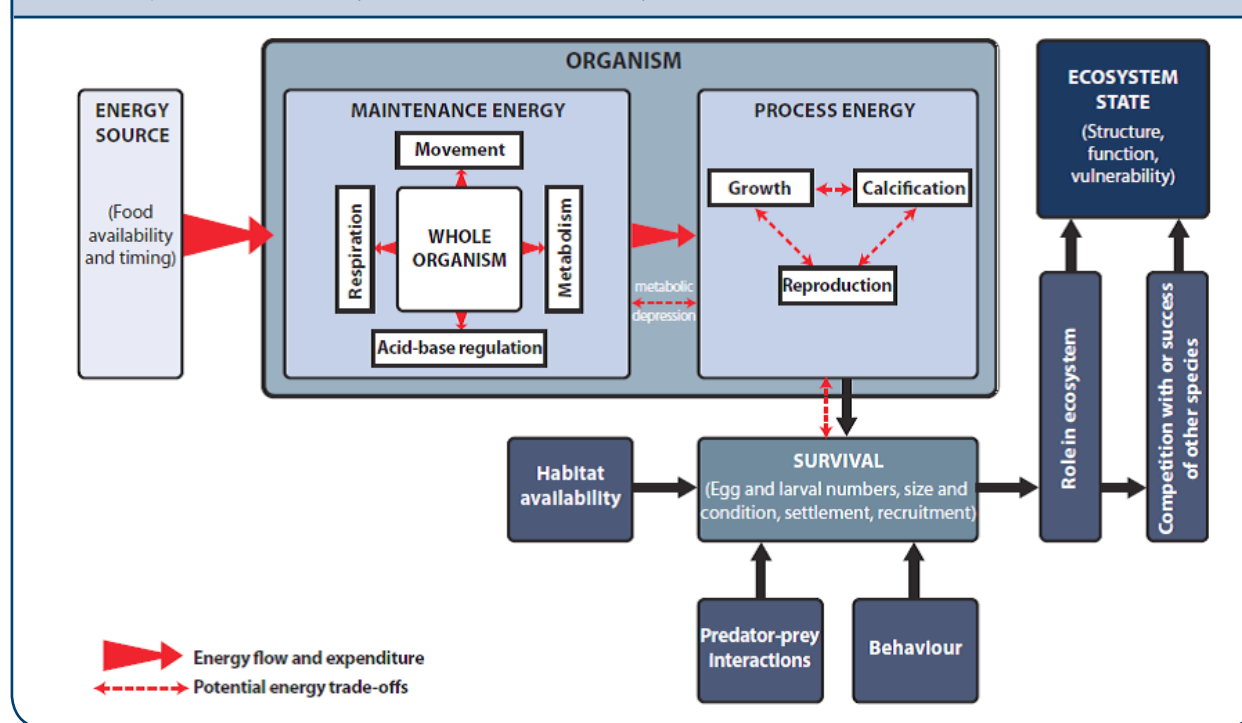 ORGANISM
ENERGY
SOURCE
(Food
availability
and timing)
MAINTENANCE ENERGY
Movement
Respiration
WHOLE
ORGANISM
Metabolism
Acid-base regulation
metabolic
depression
PROCESS ENERGY
Growth
Calcification
Reproduction
ECOSYSTEM
STATE
(Structure,
function,
vulnerability)
Habitat
availability
SURVIVAL
(Egg and larval numbers, size and
condition, settlement, recruitment)
Role in ecosystem
Competition with or success
of other species
Predator-prey
interactions
Behaviour
Energy flow and expenditure
Potential energy trade-offs